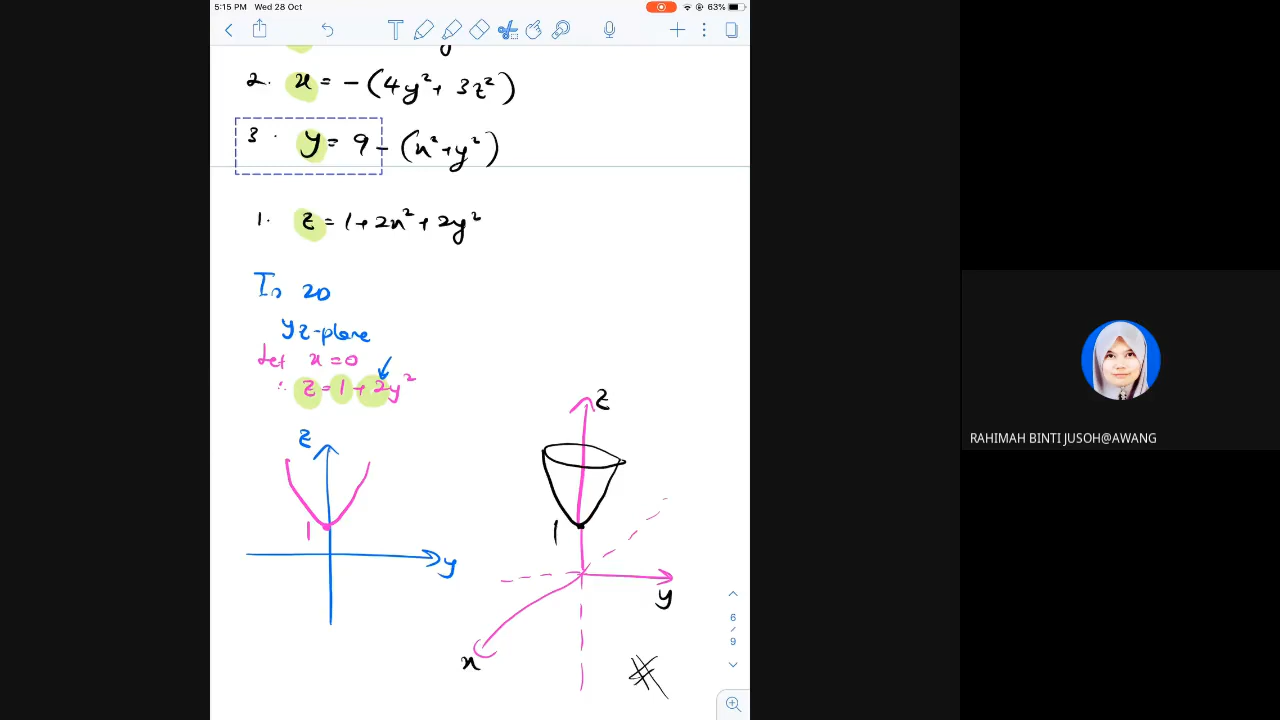 5:15 PM Wed 28 Oct
63%
T
2. x = - (4y² + 3z²)
3. y = 9 - (x² + y²)
1. z = 1 + 2x² + 2y²
In 2D
yz-plane
Let x = 0
∴ z = 1 + 2y²
z
1
y
z
1
y
x
6
/
9
RAHIMAH BINTI JUSOH@AWANG